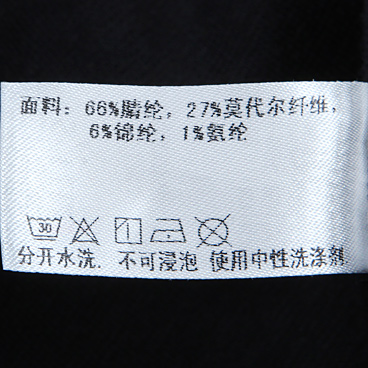 面料：66%腈纶，27%莫代尔纤维，
6%锦纶，1%氨纶
30
分开水洗．不可浸泡 使用中性洗涤剂